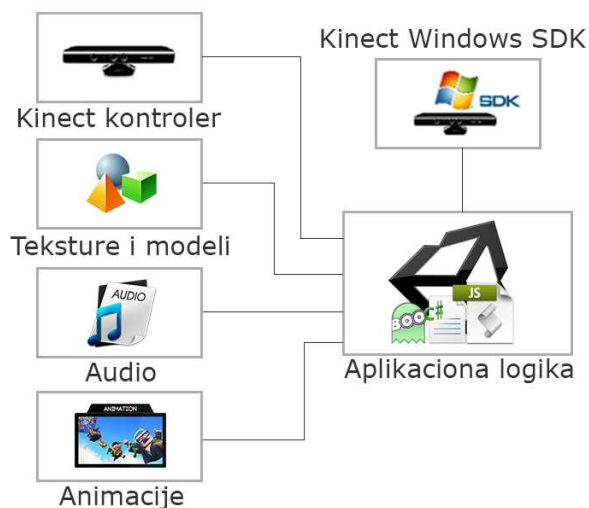 Kinect Windows SDK
SDK
Kinect kontroler
Teksture i modeli
AUDIO
JS
BOO
C#
Audio
Aplikaciona logika
ANIMATION
Animacije